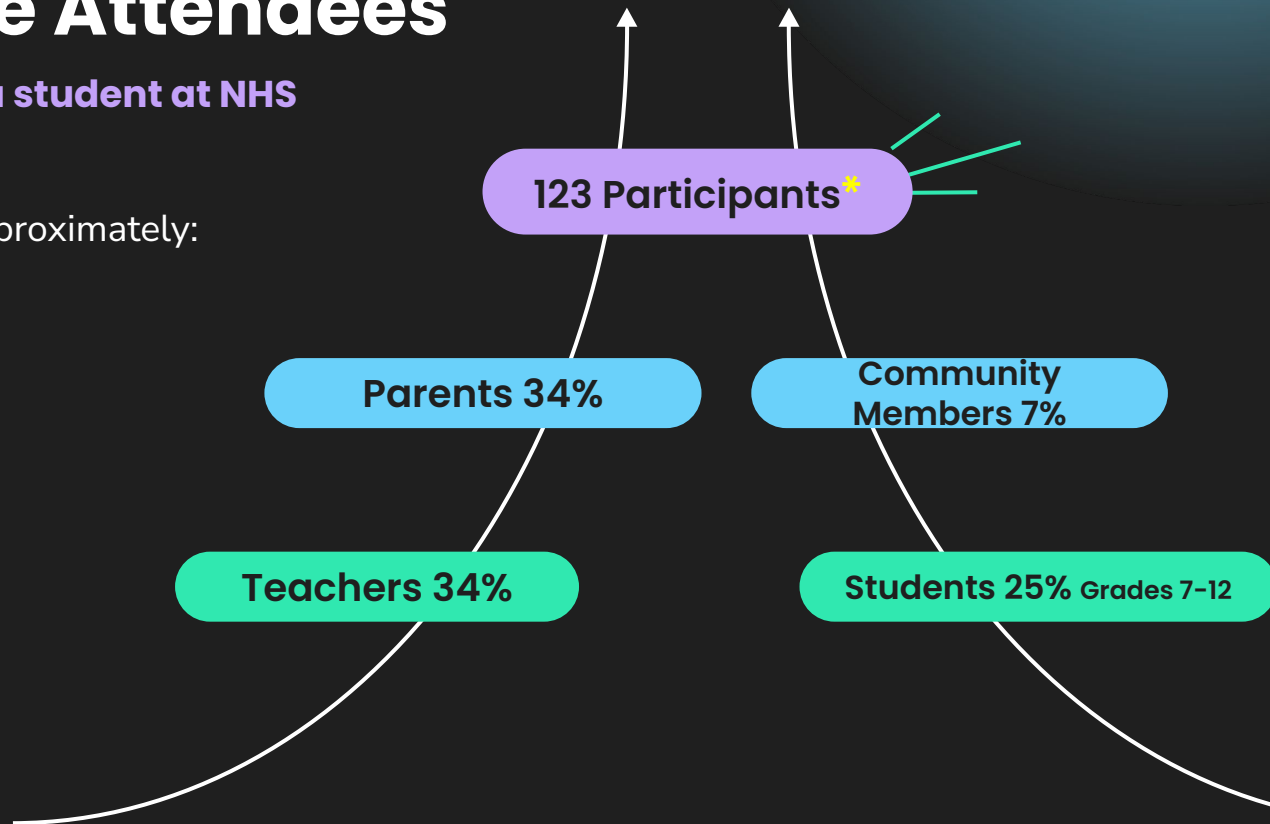 e Attendees
student at NHS
proximately:
123 Participants*
Parents 34%
Community
Members 7%
Teachers 34%
Students 25% Grades 7-12